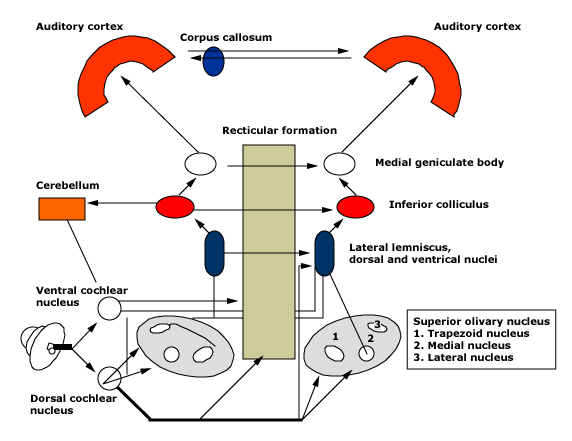 Auditory cortex
Auditory cortex
Corpus callosum
Recticular formation
Medial geniculate body
Cerebellum
Inferior colliculus
Lateral lemniscus,
dorsal and ventrical nuclei
Ventral cochlear
nucleus
Superior olivary nucleus
1. Trapezoid nucleus
2. Medial nucleus
3. Lateral nucleus
3
1
2
Dorsal cochlear
nucleus